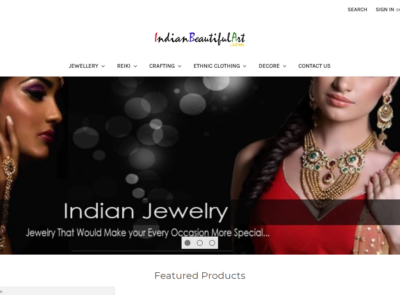 SEARCH SIGN IN
IndianBeautifulArt
.com
JEWELLERY REIKI CRAFTING ETHNIC CLOTHING DECORE CONTACT US
Indian Jewelry
Jewelry That Would Make your Every Occasion More Special...
Featured Products